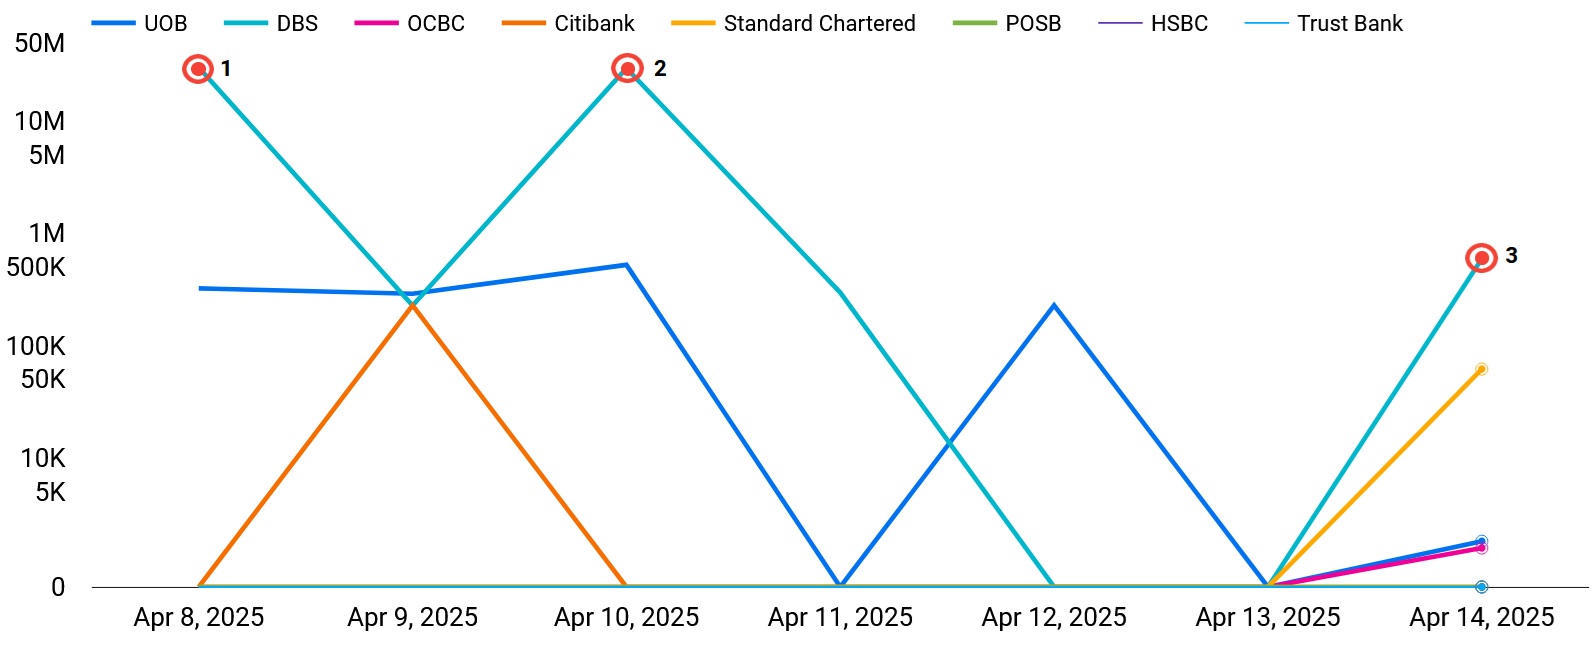 UOB DBS OCBC Citibank Standard Chartered POSB HSBC Trust Bank
50M
1 2
10M
5M
1M
3
500K
100K
50K
10K
5K
0
Apr 8, 2025 Apr 9, 2025 Apr 10, 2025 Apr 11, 2025 Apr 12, 2025 Apr 13, 2025 Apr 14, 2025